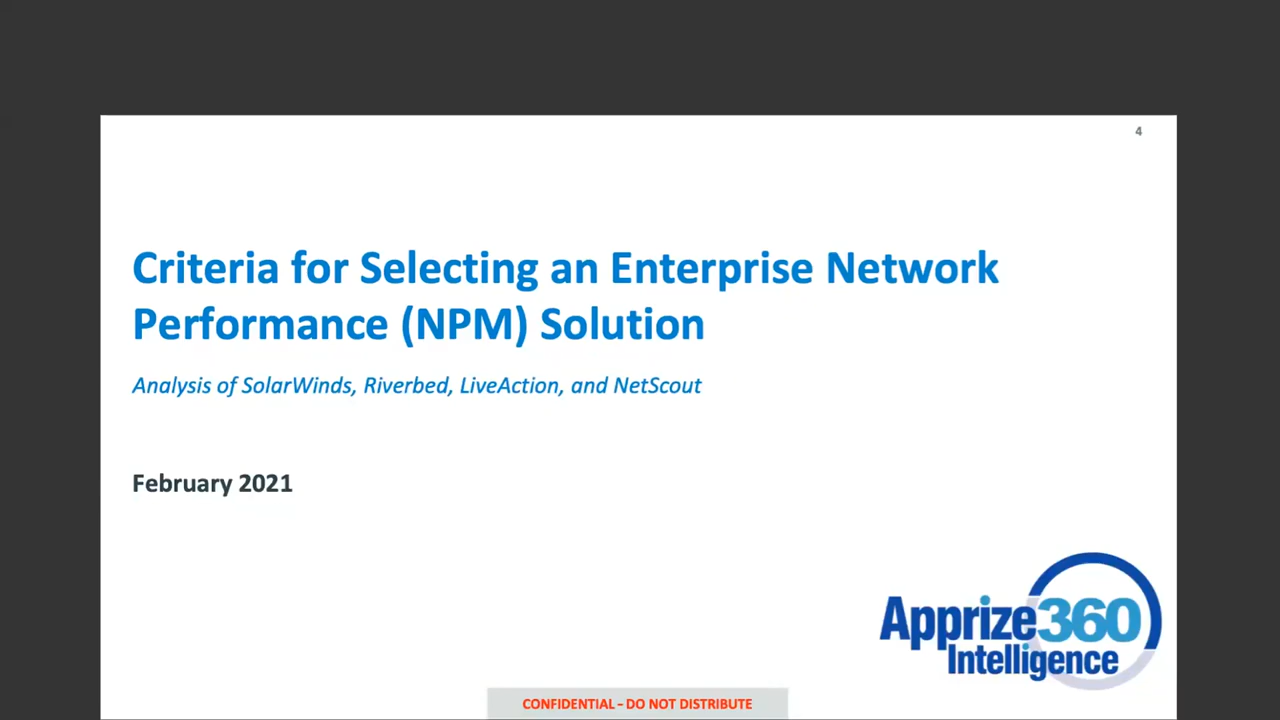 4
Criteria for Selecting an Enterprise Network
Performance (NPM) Solution
Analysis of SolarWinds, Riverbed, LiveAction, and NetScout
February 2021
Apprize360
Intelligence
CONFIDENTIAL – DO NOT DISTRIBUTE